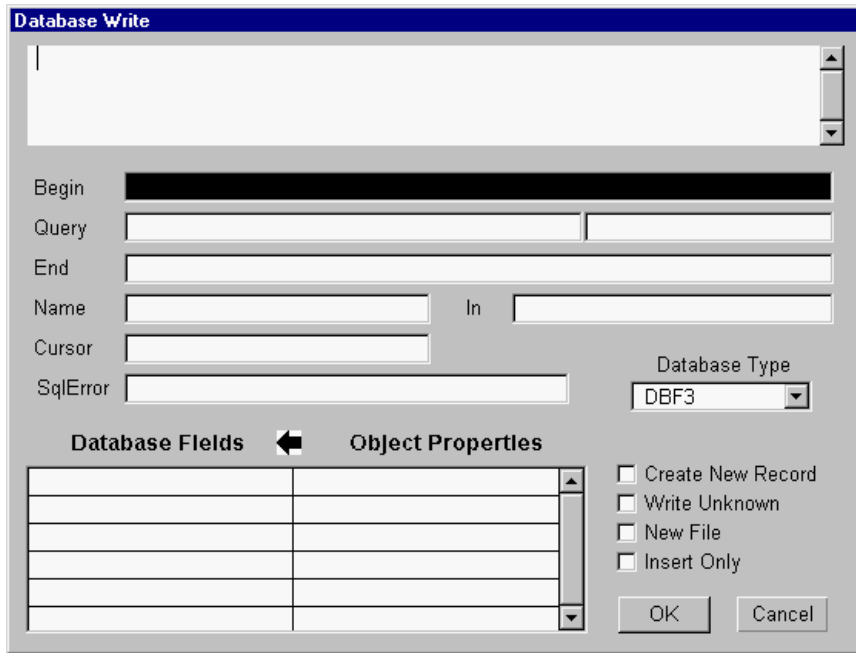 Database Write
Begin
Query
End
Name In
Cursor
Database Type
SqlError
DBF3
Database Fields Object Properties
Create New Record
Write Unknown
New File
Insert Only
OK Cancel